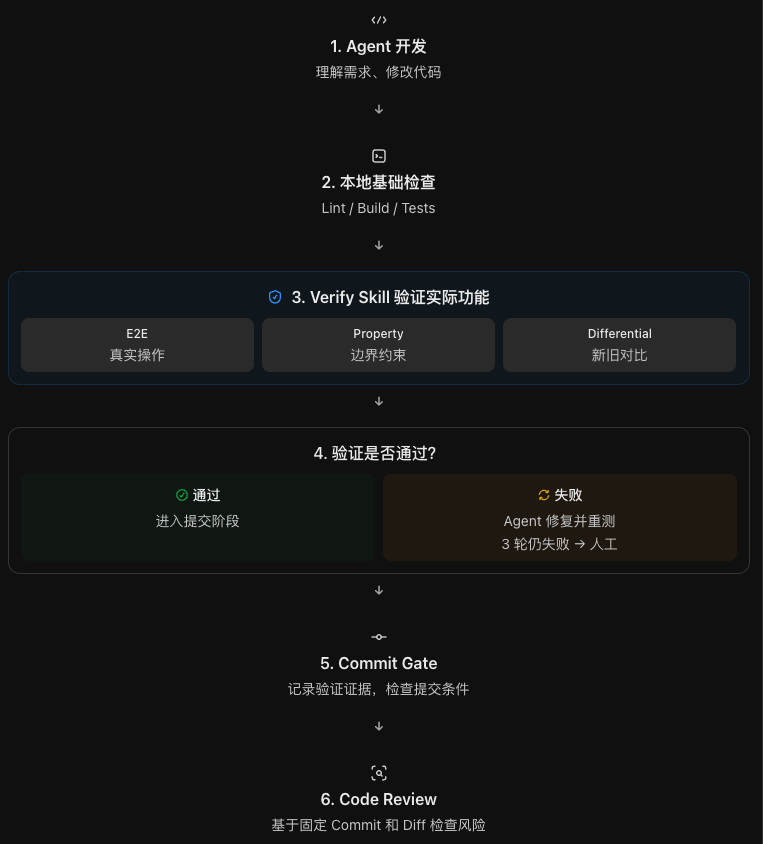 1. Agent 开发
理解需求、修改代码
2. 本地基础检查
Lint / Build / Tests
3. Verify Skill 验证实际功能
E2E
真实操作
Property
边界约束
Differential
新旧对比
4. 验证是否通过?
通过
进入提交阶段
失败
Agent 修复并重测
3 轮仍失败 → 人工
5. Commit Gate
记录验证证据，检查提交条件
6. Code Review
基于固定 Commit 和 Diff 检查风险